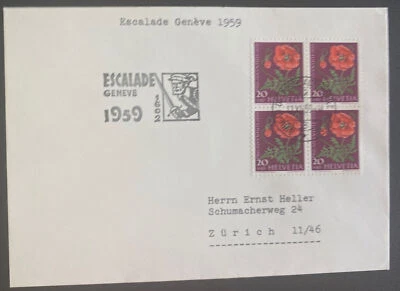 Escalade Genève 1959
ESCALADE
GENEVE
1959
1602
20 HELVETIA
20 HELVETIA
20 HELVETIA
20 HELVETIA
Herrn Ernst Heller
Schumacherweg 24
Zürich 11/46